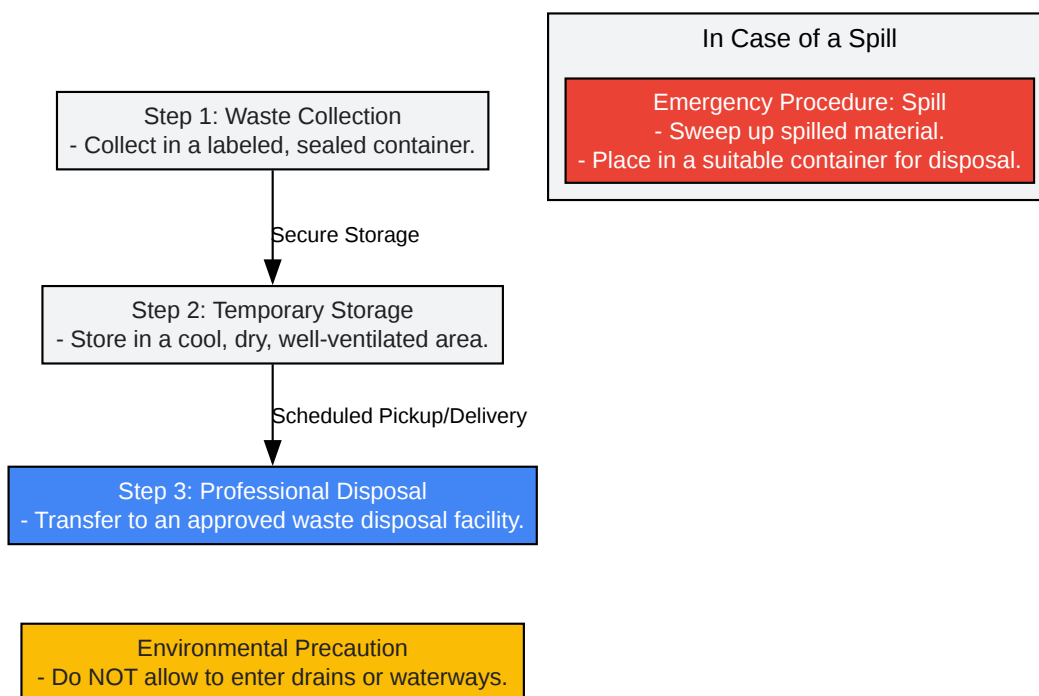 In Case of a Spill
Emergency Procedure: Spill
- Sweep up spilled material.
- Place in a suitable container for disposal.
Step 1: Waste Collection
- Collect in a labeled, sealed container.
Secure Storage
Step 2: Temporary Storage
- Store in a cool, dry, well-ventilated area.
Scheduled Pickup/Delivery
Step 3: Professional Disposal
- Transfer to an approved waste disposal facility.
Environmental Precaution
- Do NOT allow to enter drains or waterways.